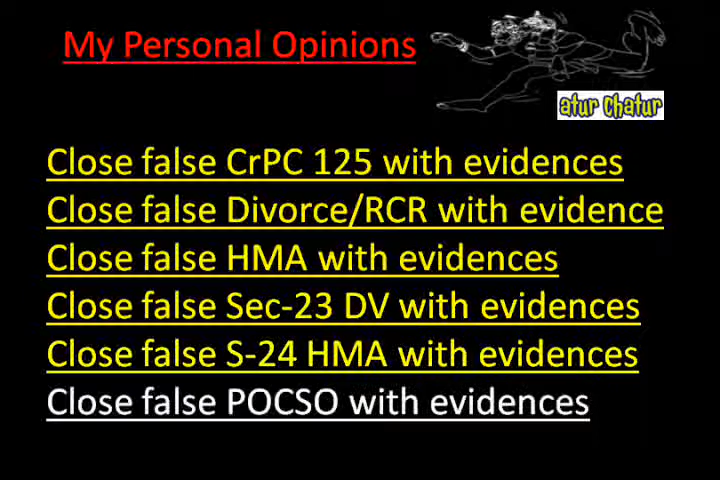 My Personal Opinions
atur Chatur
Close false CrPC 125 with evidences
Close false Divorce/RCR with evidence
Close false HMA with evidences
Close false Sec-23 DV with evidences
Close false S-24 HMA with evidences
Close false POCSO with evidences